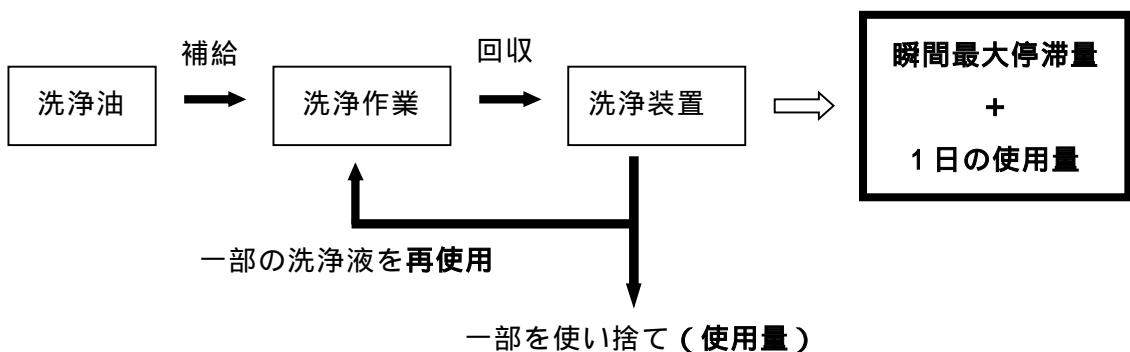 補給
回収
洗浄油
洗浄作業
洗浄装置
瞬間最大停滞量
+
1日の使用量
一部の洗浄液を再使用
一部を使い捨て(使用量)